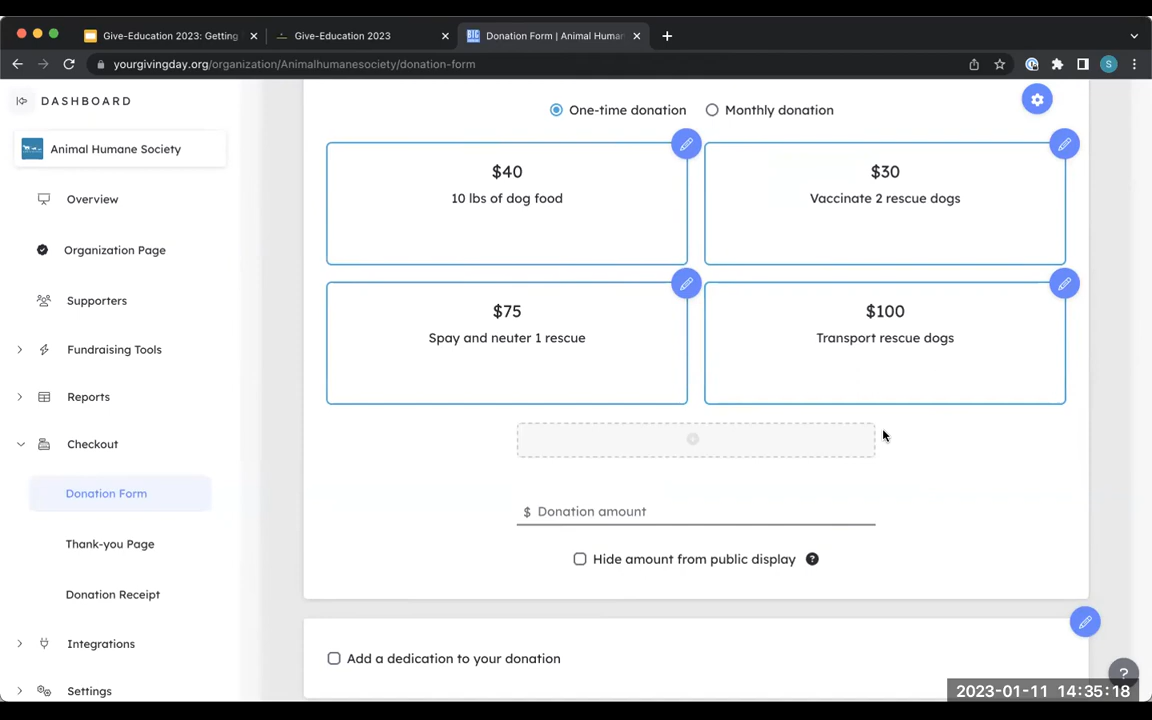 Give-Education 2023: Getting
Give-Education 2023
BIG
Donation Form | Animal Human
yourgivingday.org/organization/Animalhumanesociety/donation-form
S
DASHBOARD
Animal Humane Society
Overview
Organization Page
Supporters
Fundraising Tools
Reports
Checkout
Donation Form
Thank-you Page
Donation Receipt
Integrations
Settings
One-time donation
Monthly donation
$40
10 lbs of dog food
$30
Vaccinate 2 rescue dogs
$75
Spay and neuter 1 rescue
$100
Transport rescue dogs
$ Donation amount
Hide amount from public display ?
Add a dedication to your donation
?
2023-01-11 14:35:18